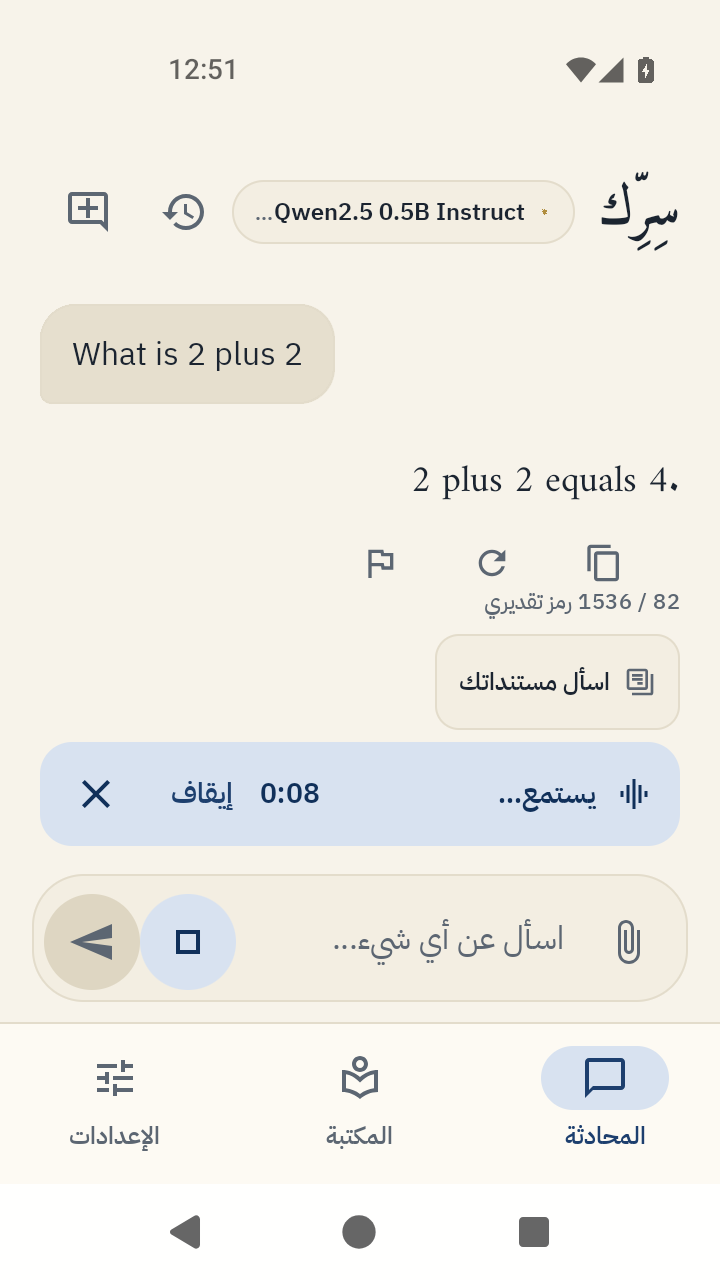 12:51
سِرِّك
Qwen2.5 0.5B Instruct...
What is 2 plus 2
2 plus 2 equals 4.
82 / 1536 رمز تقديري
اسأل مستنداتك
يستمع... 0:08 إيقاف
اسأل عن أي شيء...
المحادثة
المكتبة
الإعدادات